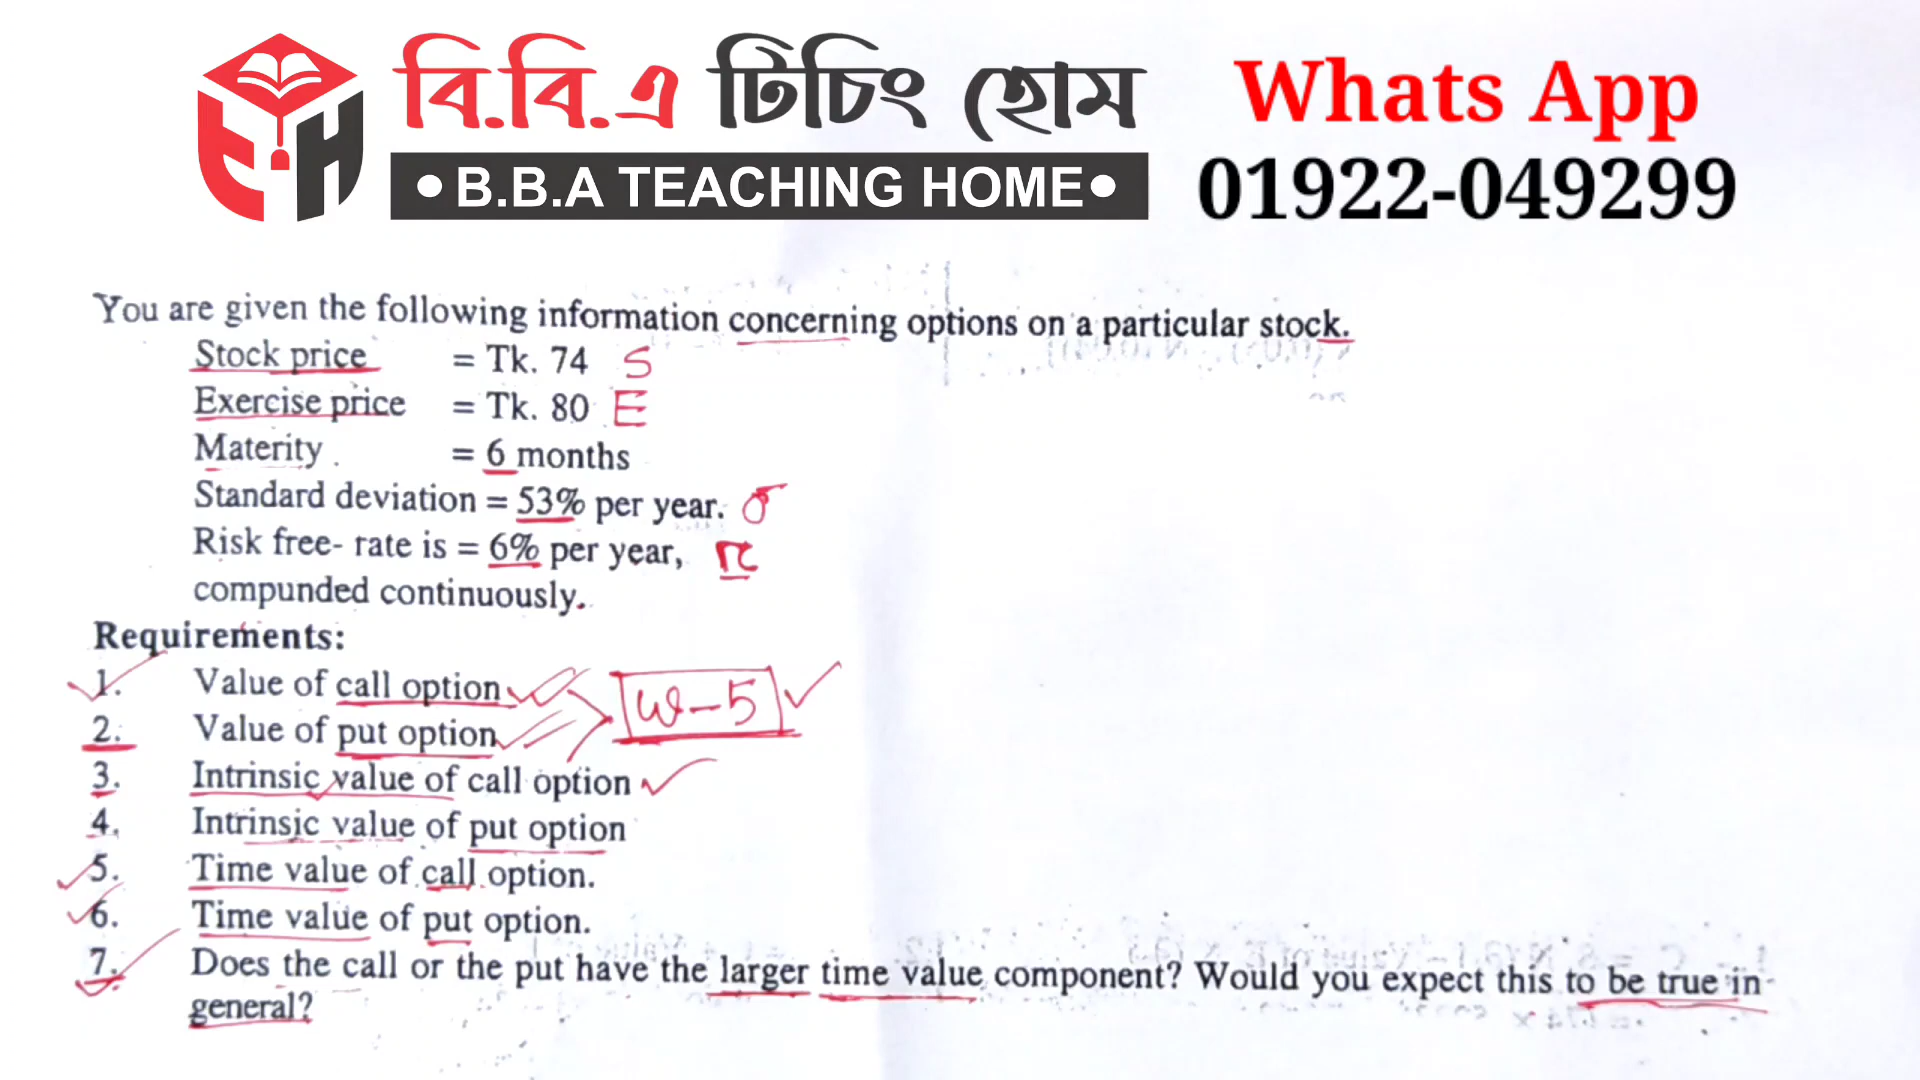 বি.বি.এ টিচিং হোম
• B.B.A TEACHING HOME •
Whats App
01922-049299
You are given the following information concerning options on a particular stock.
Stock price = Tk. 74 S
Exercise price = Tk. 80 E
Materity = 6 months
Standard deviation = 53% per year. σ
Risk free- rate is = 6% per year,
compunded continuously.
Requirements:
1. Value of call option
2. Value of put option
W-5
3. Intrinsic value of call option
4. Intrinsic value of put option
5. Time value of call option.
6. Time value of put option.
7. Does the call or the put have the larger time value component? Would you expect this to be true in
general?